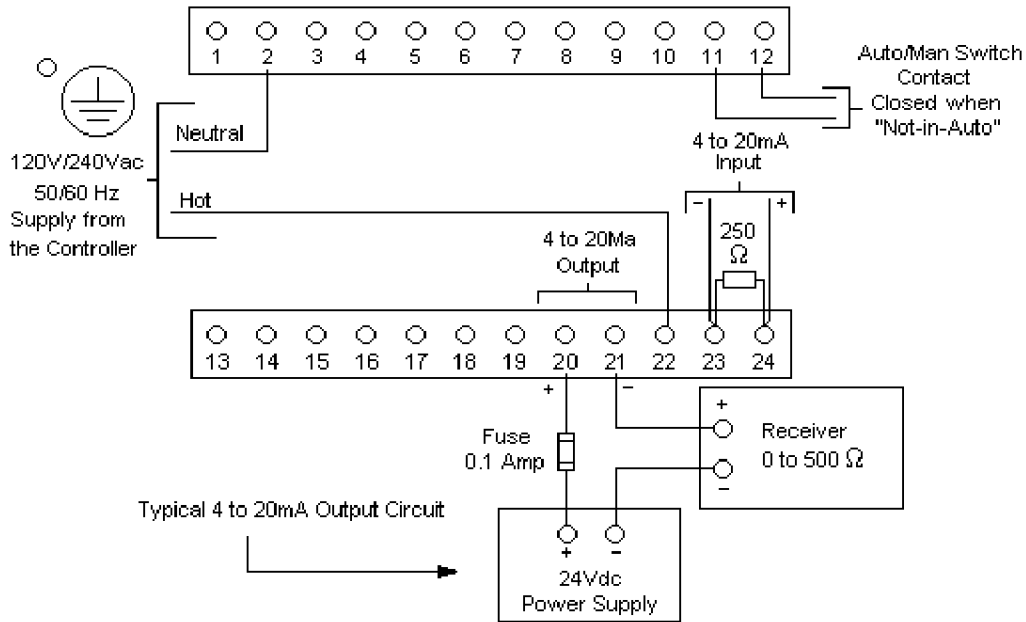 1 2 3 4 5 6 7 8 9 10 11 12
Auto/Man Switch
Contact
Closed when
"Not-in-Auto"
Neutral
120V/240Vac
50/60 Hz
Supply from
the Controller
Hot
4 to 20mA
Input
− +
250
Ω
4 to 20Ma
Output
13 14 15 16 17 18 19 20 21 22 23 24
+ −
Fuse
0.1 Amp
+
Receiver
0 to 500 Ω
−
Typical 4 to 20mA Output Circuit
+ −
24Vdc
Power Supply